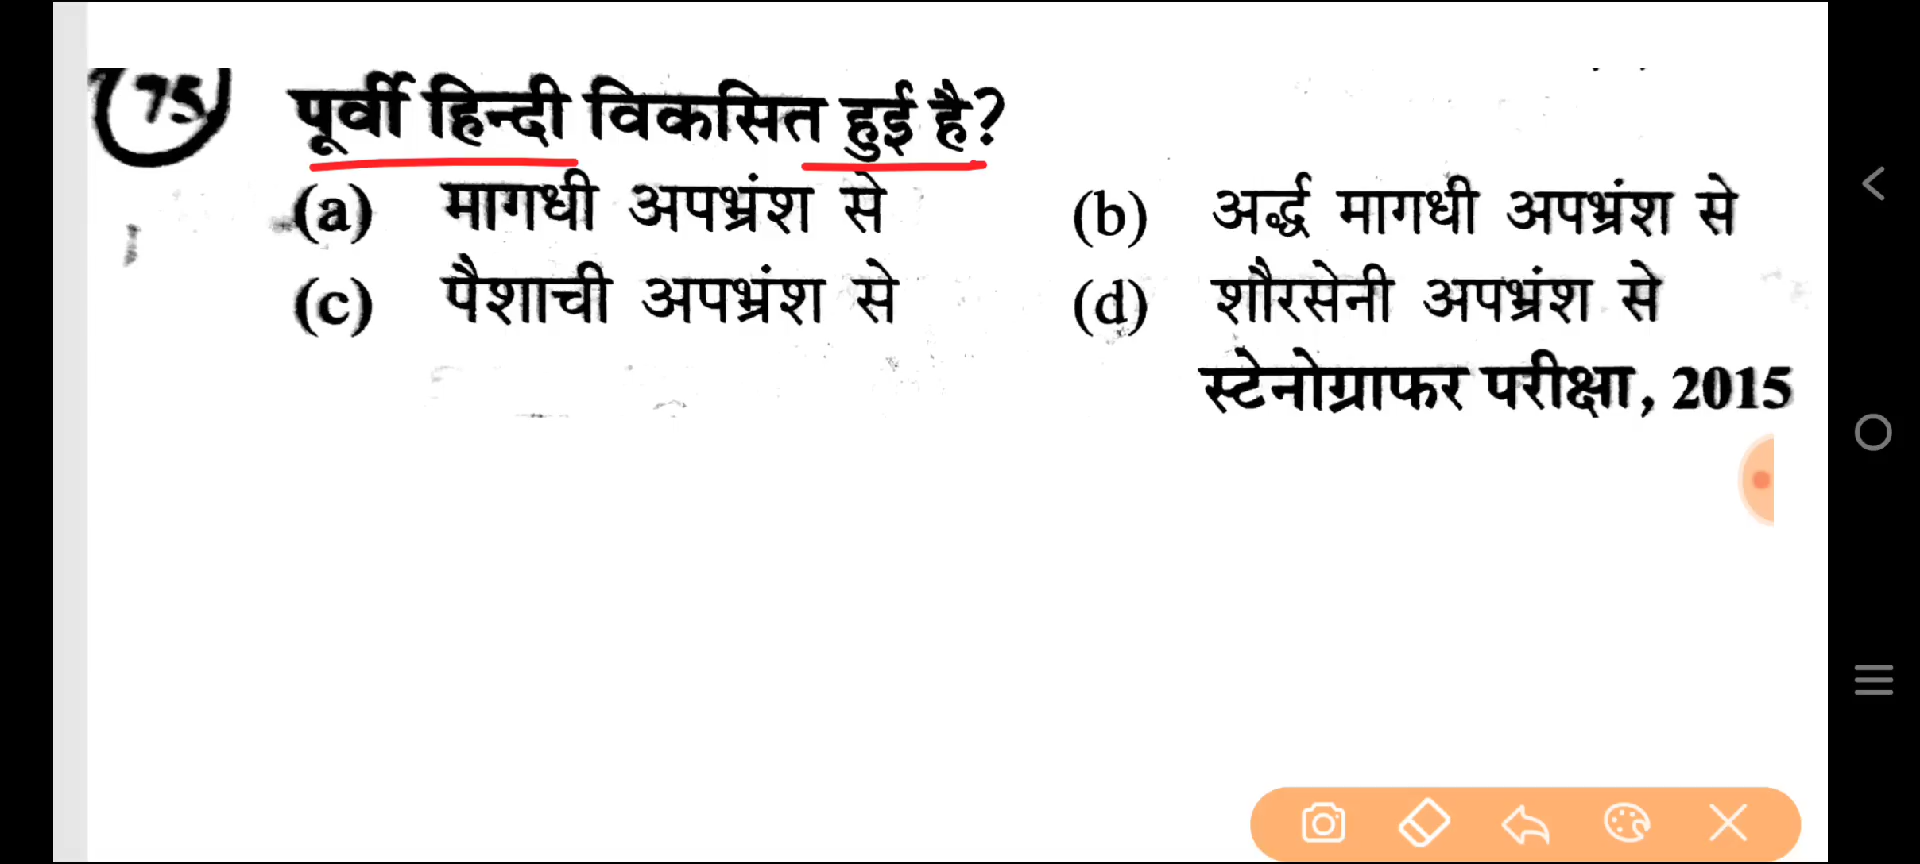 75 पूर्वी हिन्दी विकसित हुई है?
(a) मागधी अपभ्रंश से (b) अर्द्ध मागधी अपभ्रंश से
(c) पैशाची अपभ्रंश से (d) शौरसेनी अपभ्रंश से
स्टेनोग्राफर परीक्षा, 2015